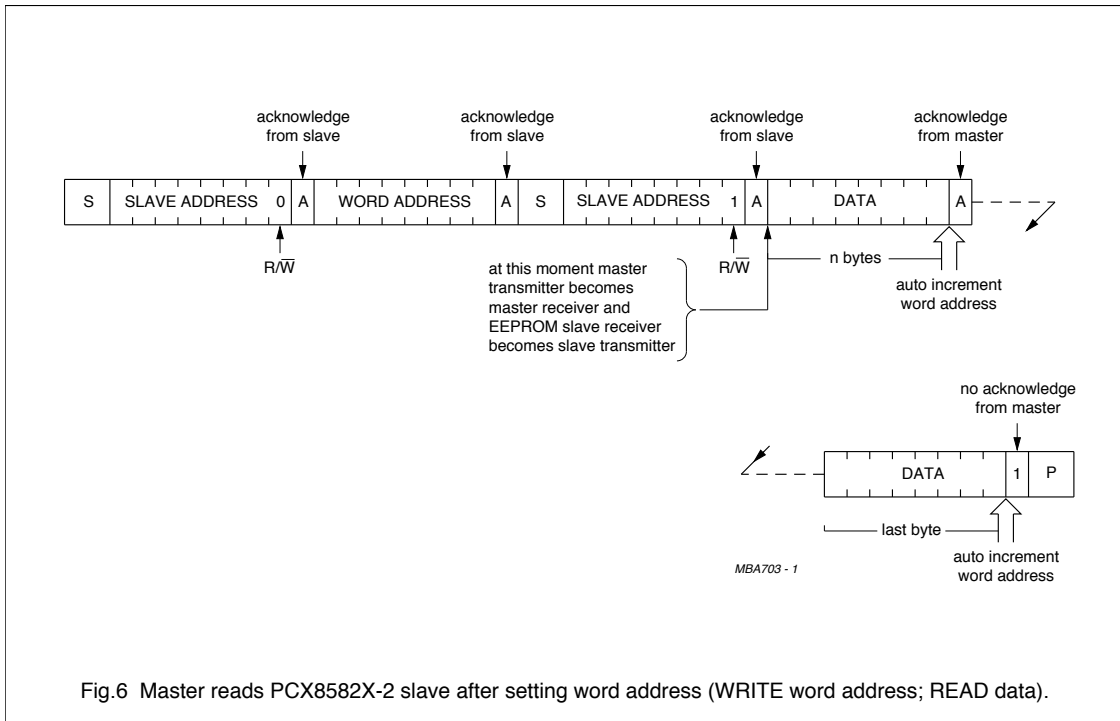 acknowledge
from slave
acknowledge
from slave
acknowledge
from slave
acknowledge
from master
S SLAVE ADDRESS 0 A WORD ADDRESS A S SLAVE ADDRESS 1 A DATA A
R/W̅
R/W̅
n bytes
at this moment master
transmitter becomes
master receiver and
EEPROM slave receiver
becomes slave transmitter
auto increment
word address
no acknowledge
from master
DATA 1 P
last byte
auto increment
word address
MBA703 - 1
Fig.6 Master reads PCX8582X-2 slave after setting word address (WRITE word address; READ data).